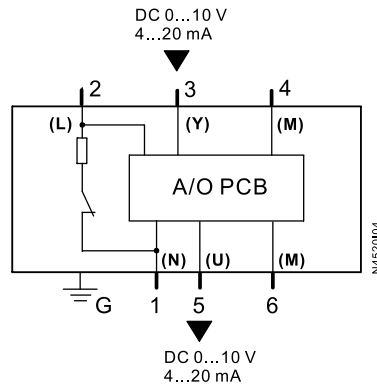 DC 0...10 V
4...20 mA
2 3 4
(L) (Y) (M)
A/O PCB
(N) (U) (M)
G 1 5 6
DC 0...10 V
4...20 mA
N4520I04